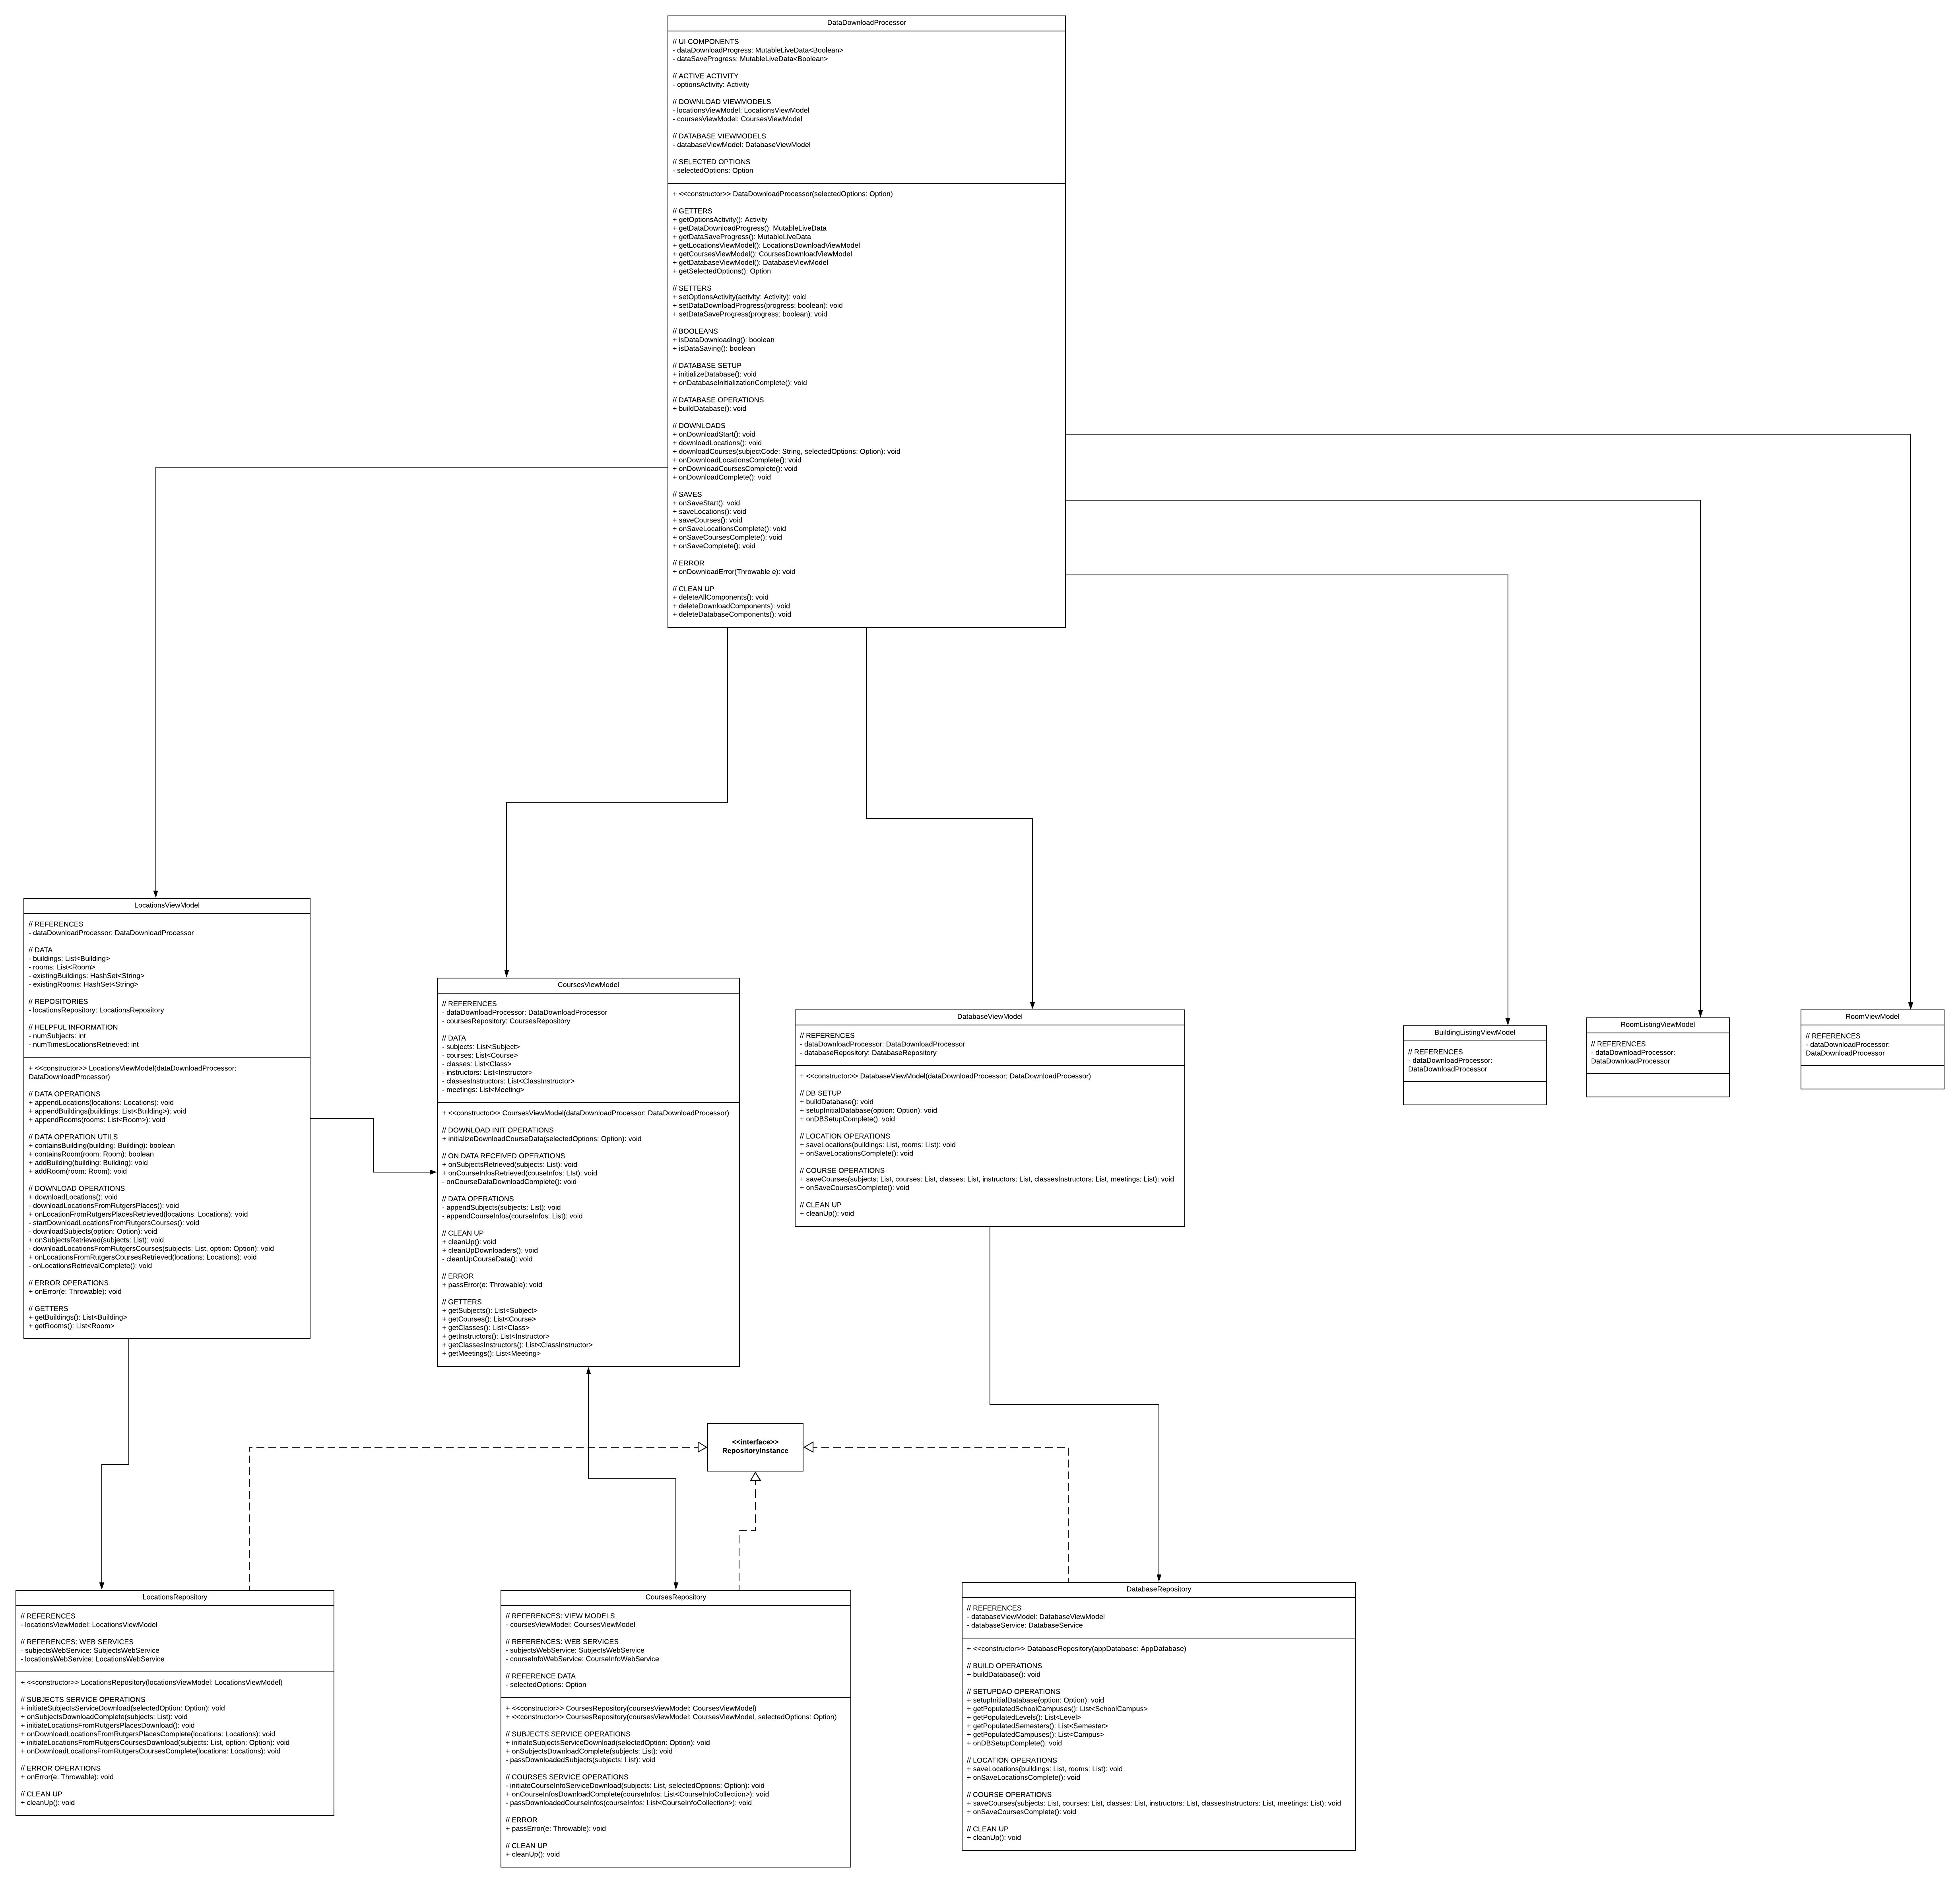 DataDownloadProcessor
// UI COMPONENTS
- dataDownloadProgress: MutableLiveData<Boolean>
- dataSaveProgress: MutableLiveData<Boolean>
// ACTIVE ACTIVITY
- optionsActivity: Activity
// DOWNLOAD VIEWMODELS
- locationsViewModel: LocationsViewModel
- coursesViewModel: CoursesViewModel
// DATABASE VIEWMODELS
- databaseViewModel: DatabaseViewModel
// SELECTED OPTIONS
- selectedOptions: Option
+ <<constructor>> DataDownloadProcessor(selectedOptions: Option)
// GETTERS
+ getOptionsActivity(): Activity
+ getDataDownloadProgress(): MutableLiveData
+ getDataSaveProgress(): MutableLiveData
+ getLocationsViewModel(): LocationsDownloadViewModel
+ getCoursesViewModel(): CoursesDownloadViewModel
+ getDatabaseViewModel(): DatabaseViewModel
+ getSelectedOptions(): Option
// SETTERS
+ setOptionsActivity(activity: Activity): void
+ setDataDownloadProgress(progress: boolean): void
+ setDataSaveProgress(progress: boolean): void
// BOOLEANS
+ isDataDownloading(): boolean
+ isDataSaving(): boolean
// DATABASE SETUP
+ initializeDatabase(): void
+ onDatabaseInitializationComplete(): void
// DATABASE OPERATIONS
+ buildDatabase(): void
// DOWNLOADS
+ onDownloadStart(): void
+ downloadLocations(): void
+ downloadCourses(subjectCode: String, selectedOptions: Option): void
+ onDownloadLocationsComplete(): void
+ onDownloadCoursesComplete(): void
+ onDownloadComplete(): void
// SAVES
+ onSaveStart(): void
+ saveLocations(): void
+ saveCourses(): void
+ onSaveLocationsComplete(): void
+ onSaveCoursesComplete(): void
+ onSaveComplete(): void
// ERROR
+ onDownloadError(Throwable e): void
// CLEAN UP
+ deleteAllComponents(): void
+ deleteDownloadComponents): void
+ deleteDatabaseComponents(): void
LocationsViewModel
// REFERENCES
- dataDownloadProcessor: DataDownloadProcessor
// DATA
- buildings: List<Building>
- rooms: List<Room>
- existingBuildings: HashSet<String>
- existingRooms: HashSet<String>
// REPOSITORIES
- locationsRepository: LocationsRepository
// HELPFUL INFORMATION
- numSubjects: int
- numTimesLocationsRetrieved: int
+ <<constructor>> LocationsViewModel(dataDownloadProcessor:
DataDownloadProcessor)
// DATA OPERATIONS
+ appendLocations(locations: Locations): void
+ appendBuildings(buildings: List<Building>): void
+ appendRooms(rooms: List<Room>): void
// DATA OPERATION UTILS
+ containsBuilding(building: Building): boolean
+ containsRoom(room: Room): boolean
+ addBuilding(building: Building): void
+ addRoom(room: Room): void
// DOWNLOAD OPERATIONS
+ downloadLocations(): void
- downloadLocationsFromRutgersPlaces(): void
+ onLocationFromRutgersPlacesRetrieved(locations: Locations): void
- startDownloadLocationsFromRutgersCourses(): void
- downloadSubjects(option: Option): void
+ onSubjectsRetrieved(subjects: List): void
- downloadLocationsFromRutgersCourses(subjects: List, option: Option): void
+ onLocationsFromRutgersCoursesRetrieved(locations: Locations): void
- onLocationsRetrievalComplete(): void
// ERROR OPERATIONS
+ onError(e: Throwable): void
// GETTERS
+ getBuildings(): List<Building>
+ getRooms(): List<Room>
CoursesViewModel
// REFERENCES
- dataDownloadProcessor: DataDownloadProcessor
- coursesRepository: CoursesRepository
// DATA
- subjects: List<Subject>
- courses: List<Course>
- classes: List<Class>
- instructors: List<Instructor>
- classesInstructors: List<ClassInstructor>
- meetings: List<Meeting>
+ <<constructor>> CoursesViewModel(dataDownloadProcessor: DataDownloadProcessor)
// DOWNLOAD INIT OPERATIONS
+ initializeDownloadCourseData(selectedOptions: Option): void
// ON DATA RECEIVED OPERATIONS
+ onSubjectsRetrieved(subjects: List): void
+ onCourseInfosRetrieved(couseInfos: LIst): void
- onCourseDataDownloadComplete(): void
// DATA OPERATIONS
- appendSubjects(subjects: List): void
- appendCourseInfos(courseInfos: List): void
// CLEAN UP
+ cleanUp(): void
+ cleanUpDownloaders(): void
- cleanUpCourseData(): void
// ERROR
+ passError(e: Throwable): void
// GETTERS
+ getSubjects(): List<Subject>
+ getCourses(): List<Course>
+ getClasses(): List<Class>
+ getInstructors(): List<Instructor>
+ getClassesInstructors(): List<ClassInstructor>
+ getMeetings(): List<Meeting>
DatabaseViewModel
// REFERENCES
- dataDownloadProcessor: DataDownloadProcessor
- databaseRepository: DatabaseRepository
+ <<constructor>> DatabaseViewModel(dataDownloadProcessor: DataDownloadProcessor)
// DB SETUP
+ buildDatabase(): void
+ setupInitialDatabase(option: Option): void
+ onDBSetupComplete(): void
// LOCATION OPERATIONS
+ saveLocations(buildings: List, rooms: List): void
+ onSaveLocationsComplete(): void
// COURSE OPERATIONS
+ saveCourses(subjects: List, courses: List, classes: List, instructors: List, classesInstructors: List, meetings: List): void
+ onSaveCoursesComplete(): void
// CLEAN UP
+ cleanUp(): void
BuildingListingViewModel
// REFERENCES
- dataDownloadProcessor:
DataDownloadProcessor
RoomListingViewModel
// REFERENCES
- dataDownloadProcessor:
DataDownloadProcessor
RoomViewModel
// REFERENCES
- dataDownloadProcessor:
DataDownloadProcessor
<<interface>>
RepositoryInstance
LocationsRepository
// REFERENCES
- locationsViewModel: LocationsViewModel
// REFERENCES: WEB SERVICES
- subjectsWebService: SubjectsWebService
- locationsWebService: LocationsWebService
+ <<constructor>> LocationsRepository(locationsViewModel: LocationsViewModel)
// SUBJECTS SERVICE OPERATIONS
+ initiateSubjectsServiceDownload(selectedOption: Option): void
+ onSubjectsDownloadComplete(subjects: List): void
+ initiateLocationsFromRutgersPlacesDownload(): void
+ onDownloadLocationsFromRutgersPlacesComplete(locations: Locations): void
+ initiateLocationsFromRutgersCoursesDownload(subjects: List, option: Option): void
+ onDownloadLocationsFromRutgersCoursesComplete(locations: Locations): void
// ERROR OPERATIONS
+ onError(e: Throwable): void
// CLEAN UP
+ cleanUp(): void
CoursesRepository
// REFERENCES: VIEW MODELS
- coursesViewModel: CoursesViewModel
// REFERENCES: WEB SERVICES
- subjectsWebService: SubjectsWebService
- courseInfoWebService: CourseInfoWebService
// REFERENCE DATA
- selectedOptions: Option
+ <<constructor>> CoursesRepository(coursesViewModel: CoursesViewModel)
+ <<constructor>> CoursesRepository(coursesViewModel: CoursesViewModel, selectedOptions: Option)
// SUBJECTS SERVICE OPERATIONS
+ initiateSubjectsServiceDownload(selectedOption: Option): void
+ onSubjectsDownloadComplete(subjects: List): void
- passDownloadedSubjects(subjects: List): void
// COURSES SERVICE OPERATIONS
- initiateCourseInfoServiceDownload(subjects: List, selectedOptions: Option): void
+ onCourseInfosDownloadComplete(courseInfos: List<CourseInfoCollection>): void
- passDownloadedCourseInfos(courseInfos: List<CourseInfoCollection>): void
// ERROR
+ passError(e: Throwable): void
// CLEAN UP
+ cleanUp(): void
DatabaseRepository
// REFERENCES
- databaseViewModel: DatabaseViewModel
- databaseService: DatabaseService
+ <<constructor>> DatabaseRepository(appDatabase: AppDatabase)
// BUILD OPERATIONS
+ buildDatabase(): void
// SETUPDAO OPERATIONS
+ setupInitialDatabase(option: Option): void
+ getPopulatedSchoolCampuses(): List<SchoolCampus>
+ getPopulatedLevels(): List<Level>
+ getPopulatedSemesters(): List<Semester>
+ getPopulatedCampuses(): List<Campus>
+ onDBSetupComplete(): void
// LOCATION OPERATIONS
+ saveLocations(buildings: List, rooms: List): void
+ onSaveLocationsComplete(): void
// COURSE OPERATIONS
+ saveCourses(subjects: List, courses: List, classes: List, instructors: List, classesInstructors: List, meetings: List): void
+ onSaveCoursesComplete(): void
// CLEAN UP
+ cleanUp(): void